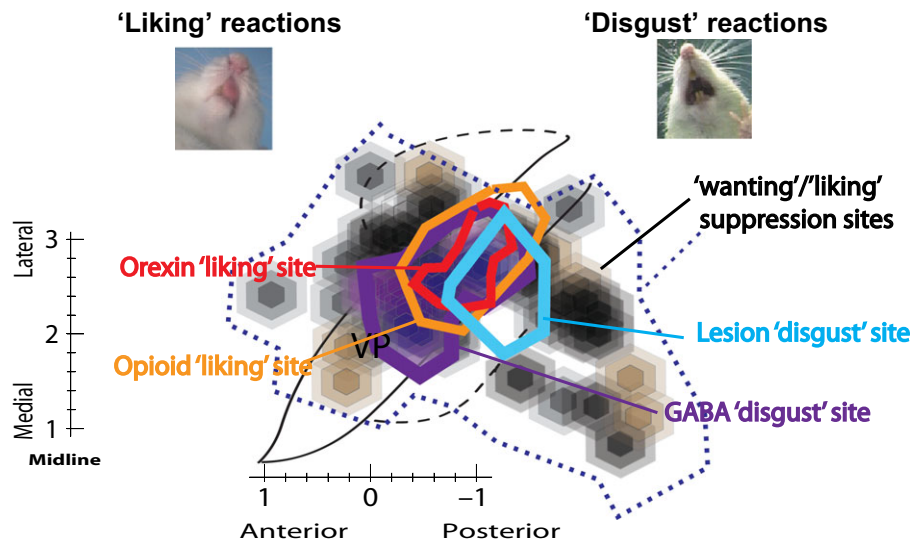 ‘Liking’ reactions
‘Disgust’ reactions
‘wanting’/’liking’
suppression sites
Orexin ‘liking’ site
Lesion ‘disgust’ site
VP
Opioid ‘liking’ site
GABA ‘disgust’ site
Lateral
Medial
3
2
1
Midline
1
0
–1
Anterior
Posterior